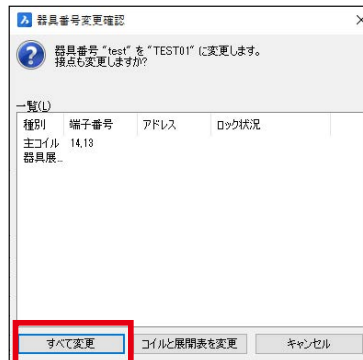 器具番号変更確認
器具番号 "test" を "TEST01" に変更します。
接点も変更しますか?
一覧(L)
種別 端子番号 アドレス ロック状況
主コイル 14,13
器具展...
すべて変更 コイルと展開表を変更 キャンセル